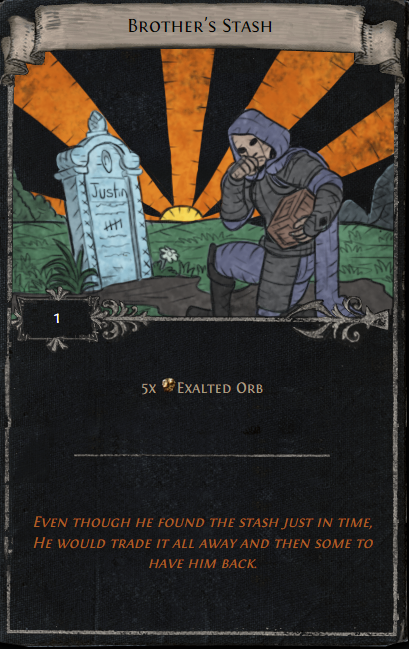 Brother's Stash
Justin
1
5x Exalted Orb
Even though he found the stash just in time,
He would trade it all away and then some to
have him back.